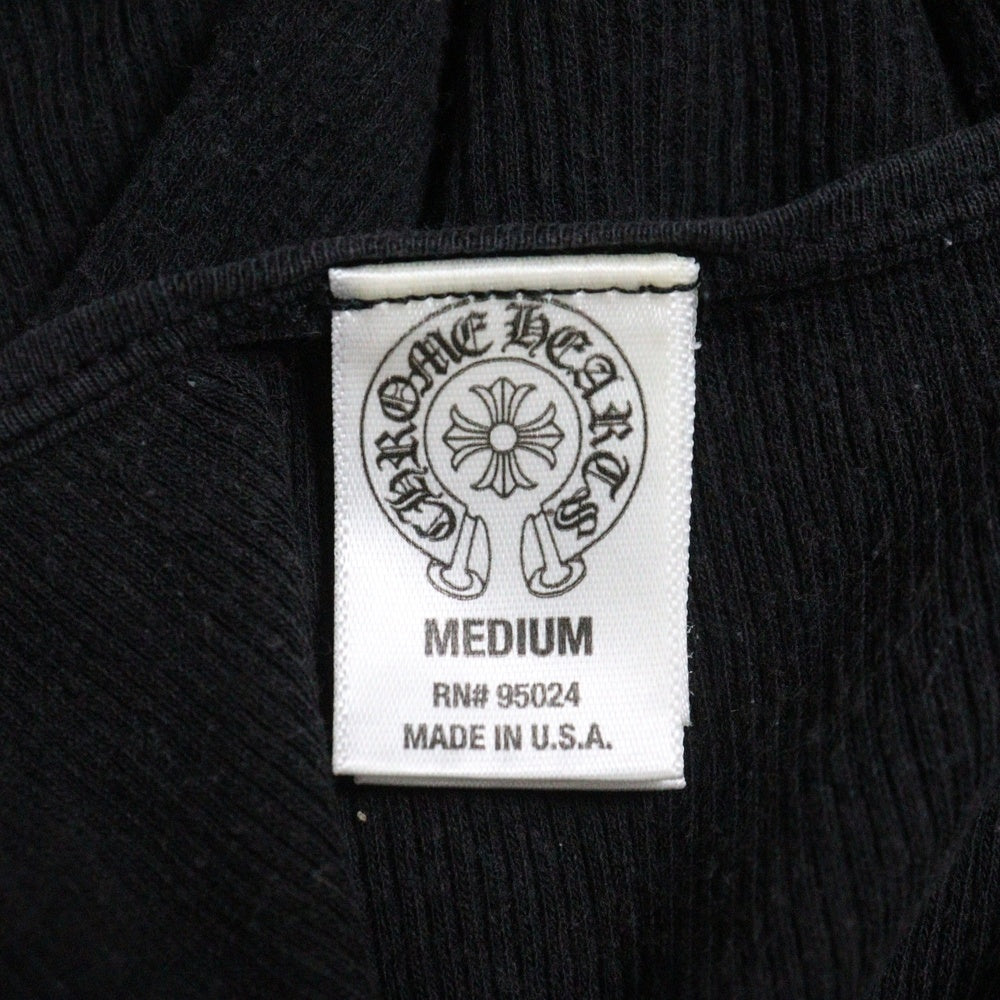 CHROME HEARTS
MEDIUM
RN# 95024
MADE IN U.S.A.